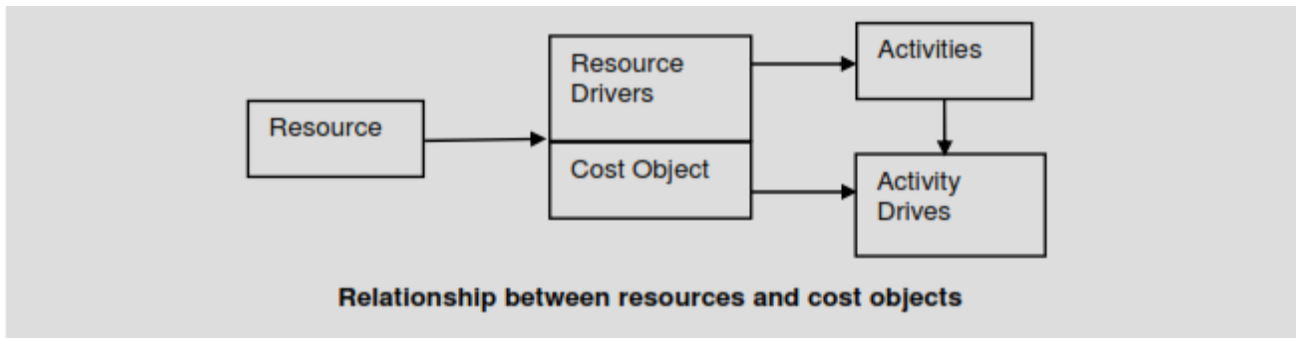 Resource
Resource
Drivers
Cost Object
Activities
Activity
Drives
Relationship between resources and cost objects